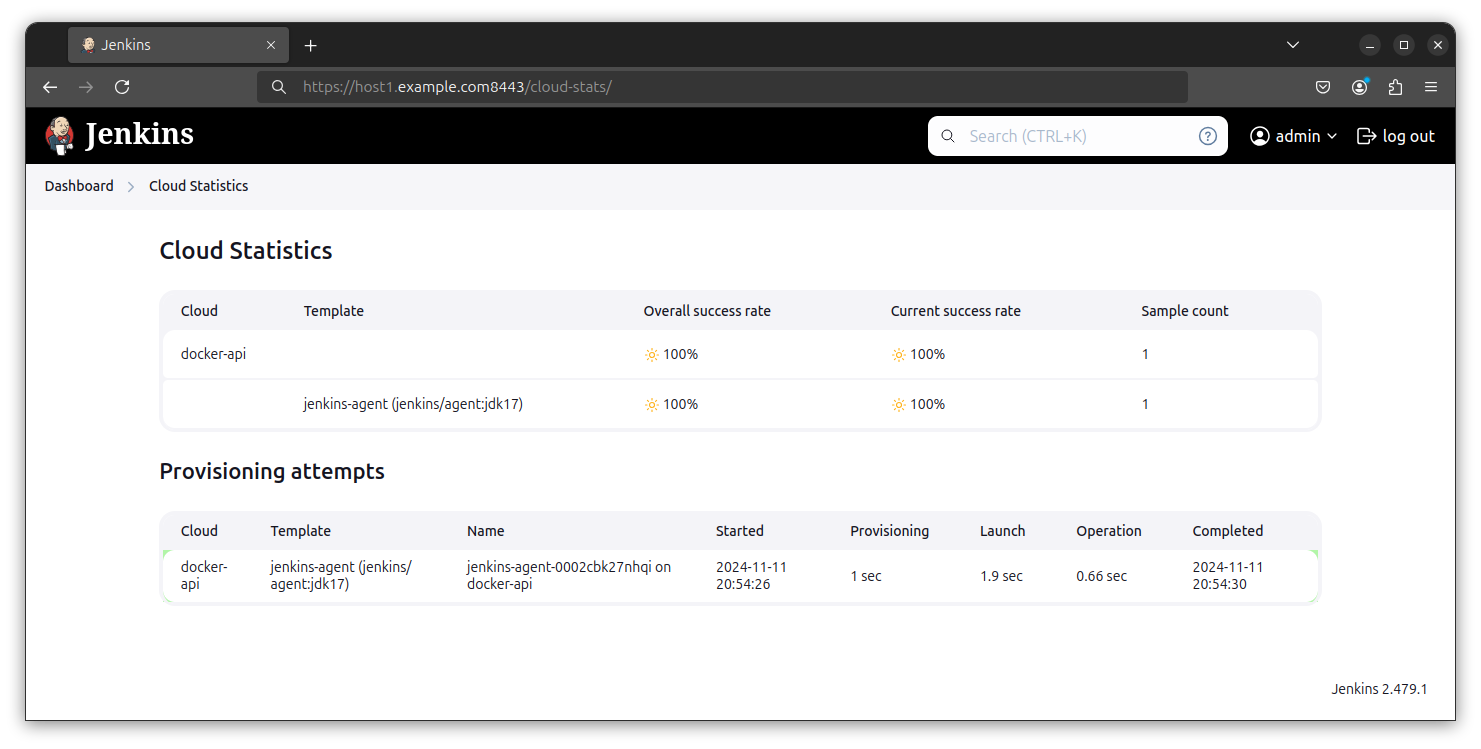 Jenkins
https://host1.example.com8443/cloud-stats/
Jenkins
Search (CTRL+K)
?
admin
log out
Dashboard
Cloud Statistics
Cloud Statistics
Cloud Template Overall success rate Current success rate Sample count
docker-api 100% 100% 1
jenkins-agent (jenkins/agent:jdk17) 100% 100% 1
Provisioning attempts
Cloud Template Name Started Provisioning Launch Operation Completed
docker- jenkins-agent (jenkins/ jenkins-agent-0002cbk27nhqi on 2024-11-11 1 sec 1.9 sec 0.66 sec 2024-11-11
api agent:jdk17) docker-api 20:54:26 20:54:30
Jenkins 2.479.1